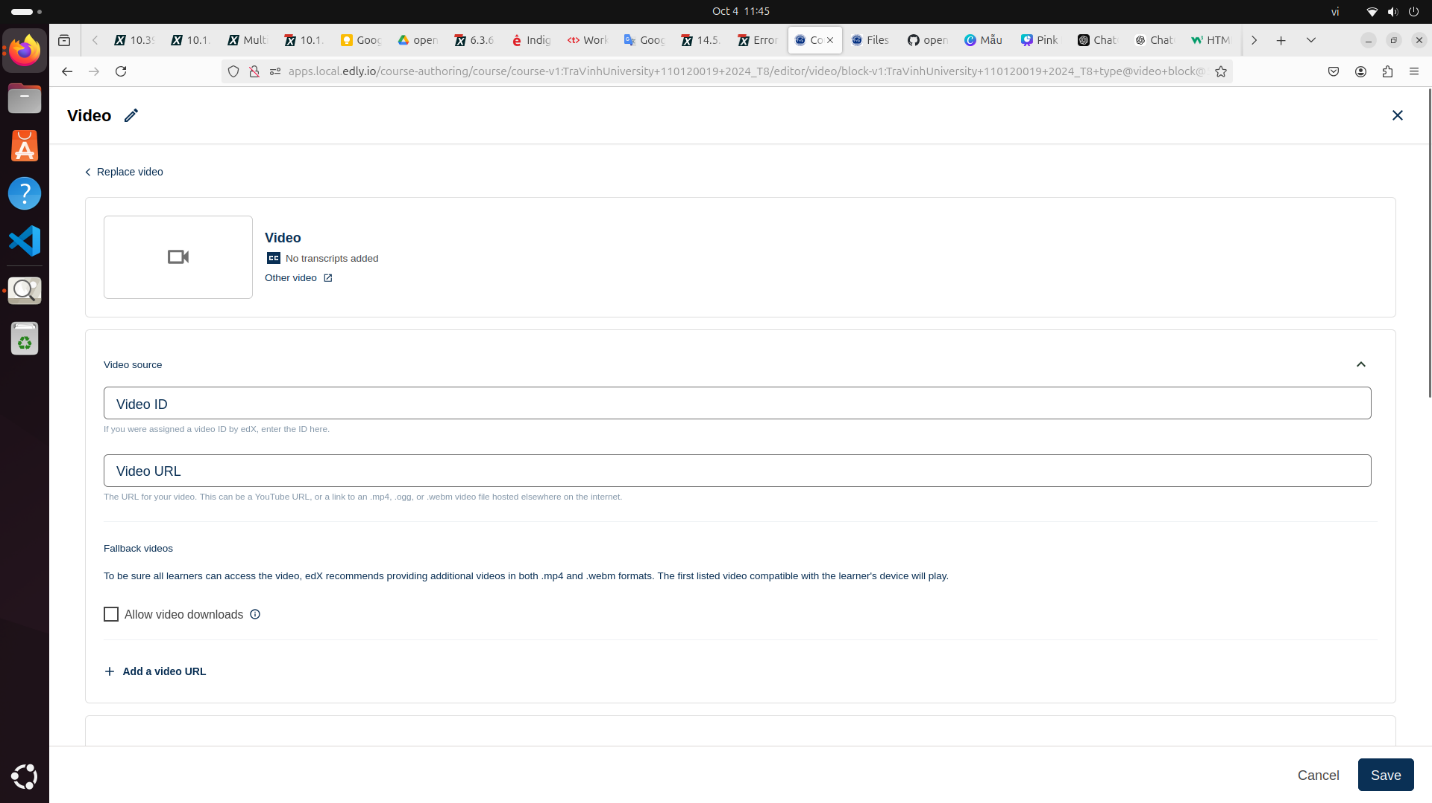 Oct 4 11:45
vi
10.3
10.1
Multi
10.1.
Goog
open
6.3.6
Indig
Work
Goog
14.5.
Error
Co
Files
open
Mẫu
Pink
Chat
Chat
HTM
apps.local.edly.io/course-authoring/course/course-v1:TraVinhUniversity+110120019+2024_T8/editor/video/block-v1:TraVinhUniversity+110120019+2024_T8+type@video+block@
Video
Replace video
Video
CC No transcripts added
Other video
Video source
Video ID
If you were assigned a video ID by edX, enter the ID here.
Video URL
The URL for your video. This can be a YouTube URL, or a link to an .mp4, .ogg, or .webm video file hosted elsewhere on the internet.
Fallback videos
To be sure all learners can access the video, edX recommends providing additional videos in both .mp4 and .webm formats. The first listed video compatible with the learner's device will play.
Allow video downloads
Add a video URL
Cancel
Save